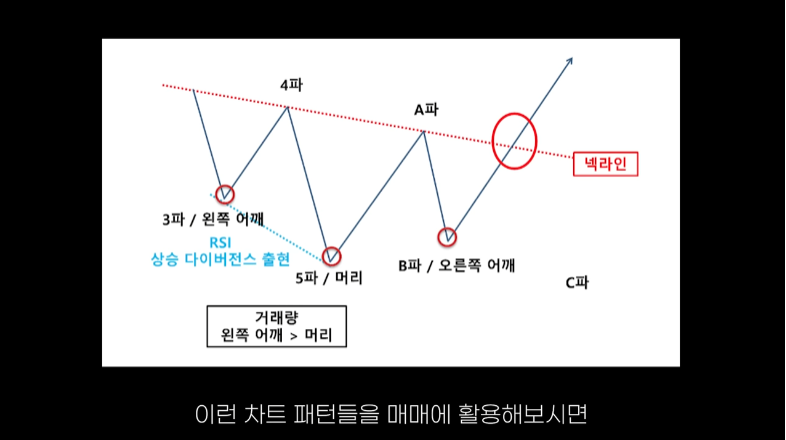 4파
A파
넥라인
3파 / 왼쪽 어깨
RSI
상승 다이버전스 출현
5파 / 머리
B파 / 오른쪽 어깨
C파
거래량
왼쪽 어깨 > 머리
이런 차트 패턴들을 매매에 활용해보시면